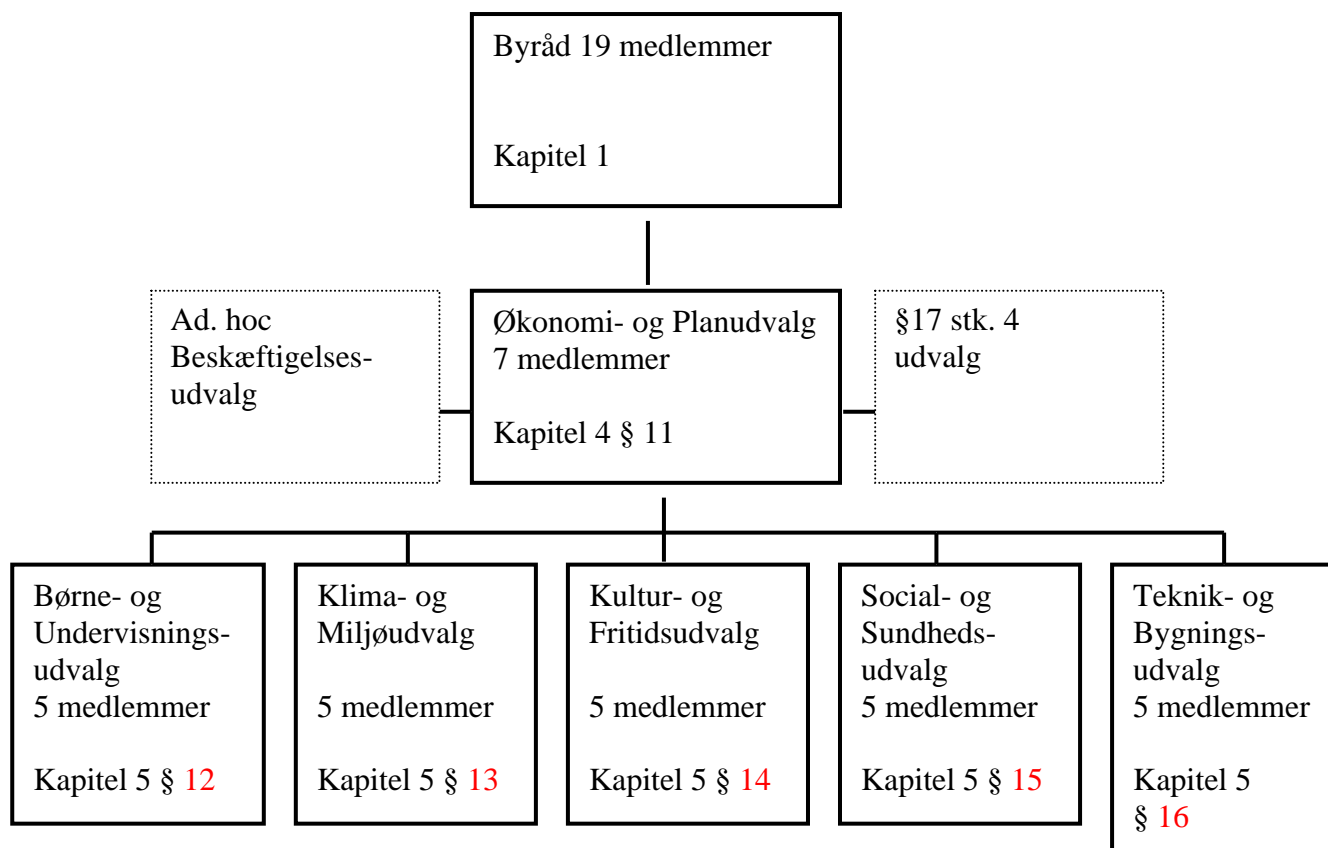 Byråd 19 medlemmer
Kapitel 1
Ad. hoc
Beskæftigelses-
udvalg
Økonomi- og Planudvalg
7 medlemmer
Kapitel 4 § 11
§17 stk. 4
udvalg
Børne- og
Undervisnings-
udvalg
5 medlemmer
Kapitel 5 § 12
Klima- og
Miljøudvalg
5 medlemmer
Kapitel 5 § 13
Kultur- og
Fritidsudvalg
5 medlemmer
Kapitel 5 § 14
Social- og
Sundheds-
udvalg
5 medlemmer
Kapitel 5 § 15
Teknik- og
Bygnings-
udvalg
5 medlemmer
Kapitel 5
§ 16